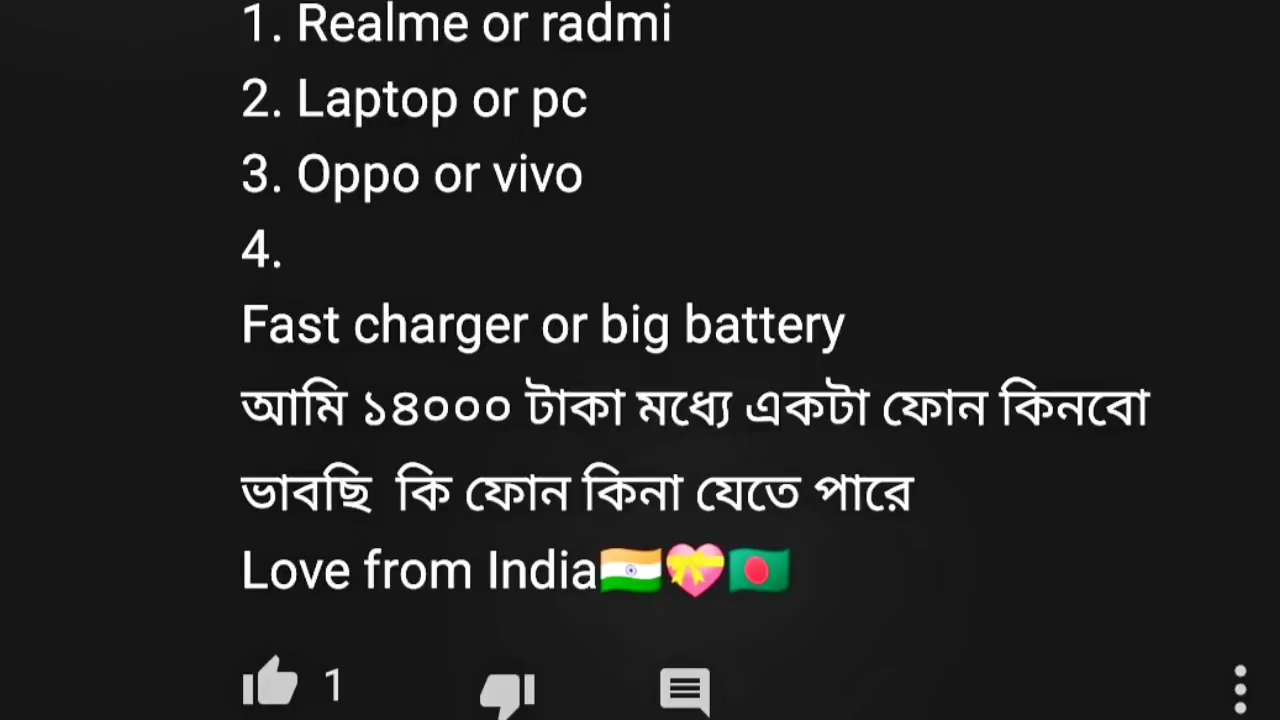 1. Realme or radmi
2. Laptop or pc
3. Oppo or vivo
4.
Fast charger or big battery
আমি ১৪০০০ টাকা মধ্যে একটা ফোন কিনবো
ভাবছি কি ফোন কিনা যেতে পারে
Love from India🇮🇳💝🇧🇩
1